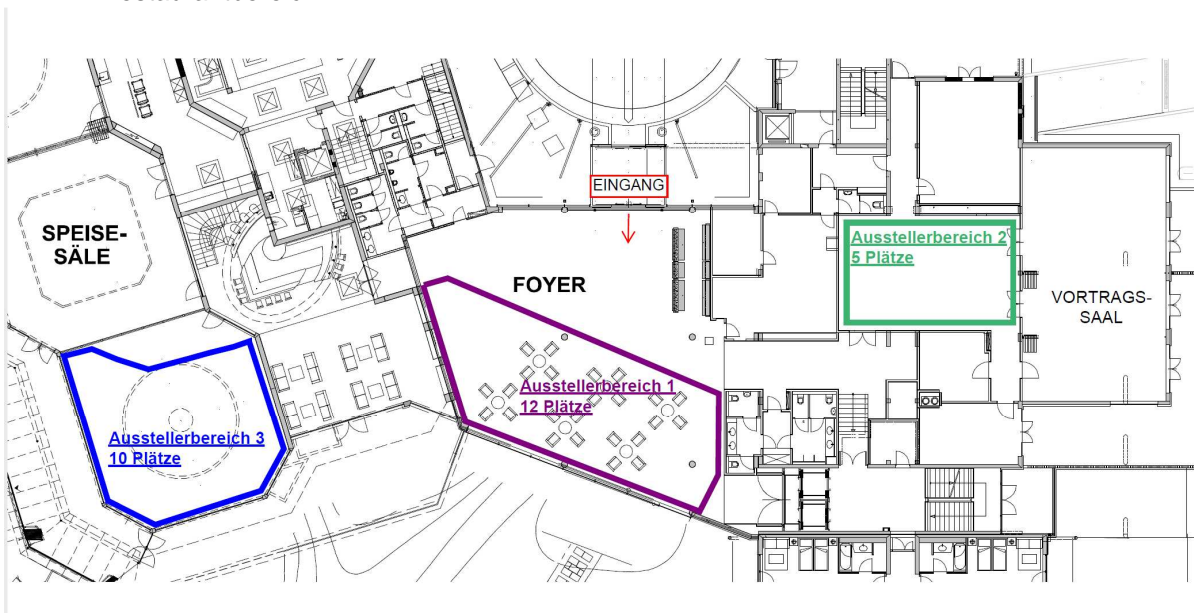 EINGANG
SPEISE-
SÄLE
FOYER
Ausstellerbereich 2
5 Plätze
VORTRAGS-
SAAL
Ausstellerbereich 1
12 Plätze
Ausstellerbereich 3
10 Plätze